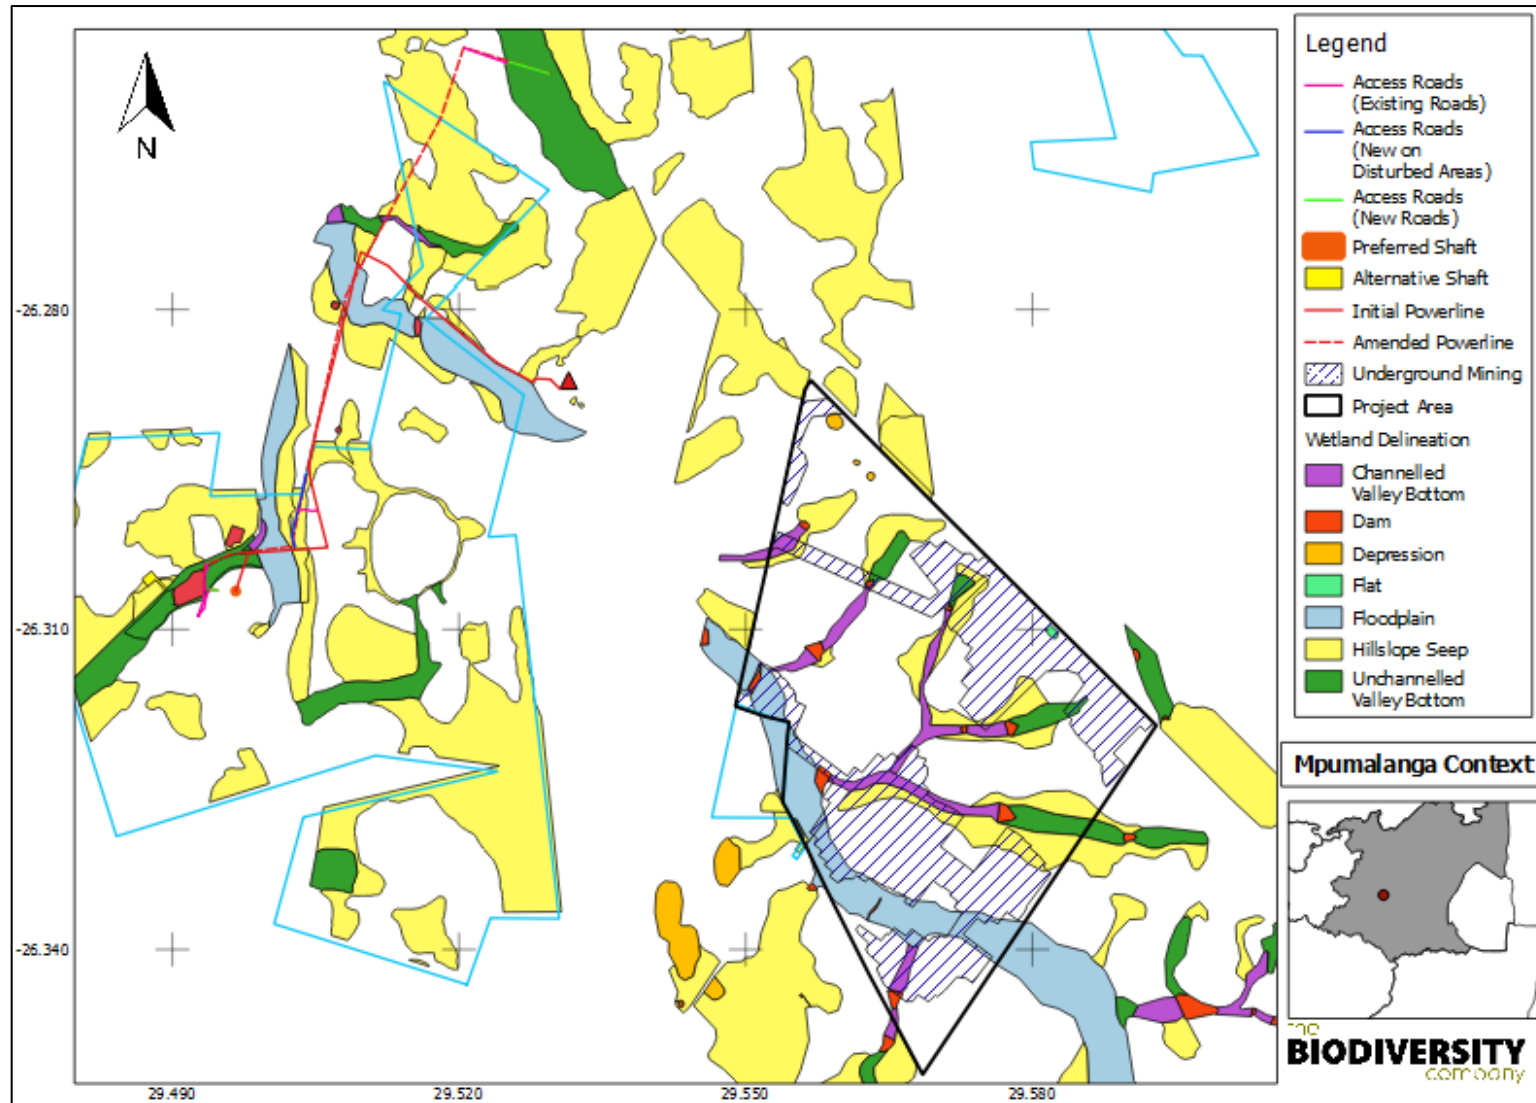 N
-26.280
-26.310
-26.340
29.490
29.520
29.550
29.580
Legend
Access Roads
(Existing Roads)
Access Roads
(New on
Disturbed Areas)
Access Roads
(New Roads)
Preferred Shaft
Alternative Shaft
Initial Powerline
Amended Powerline
Underground Mining
Project Area
Wetland Delineation
Channelled
Valley Bottom
Dam
Depression
Flat
Floodplain
Hillslope Seep
Unchannelled
Valley Bottom
Mpumalanga Context
the
BIODIVERSITY
company